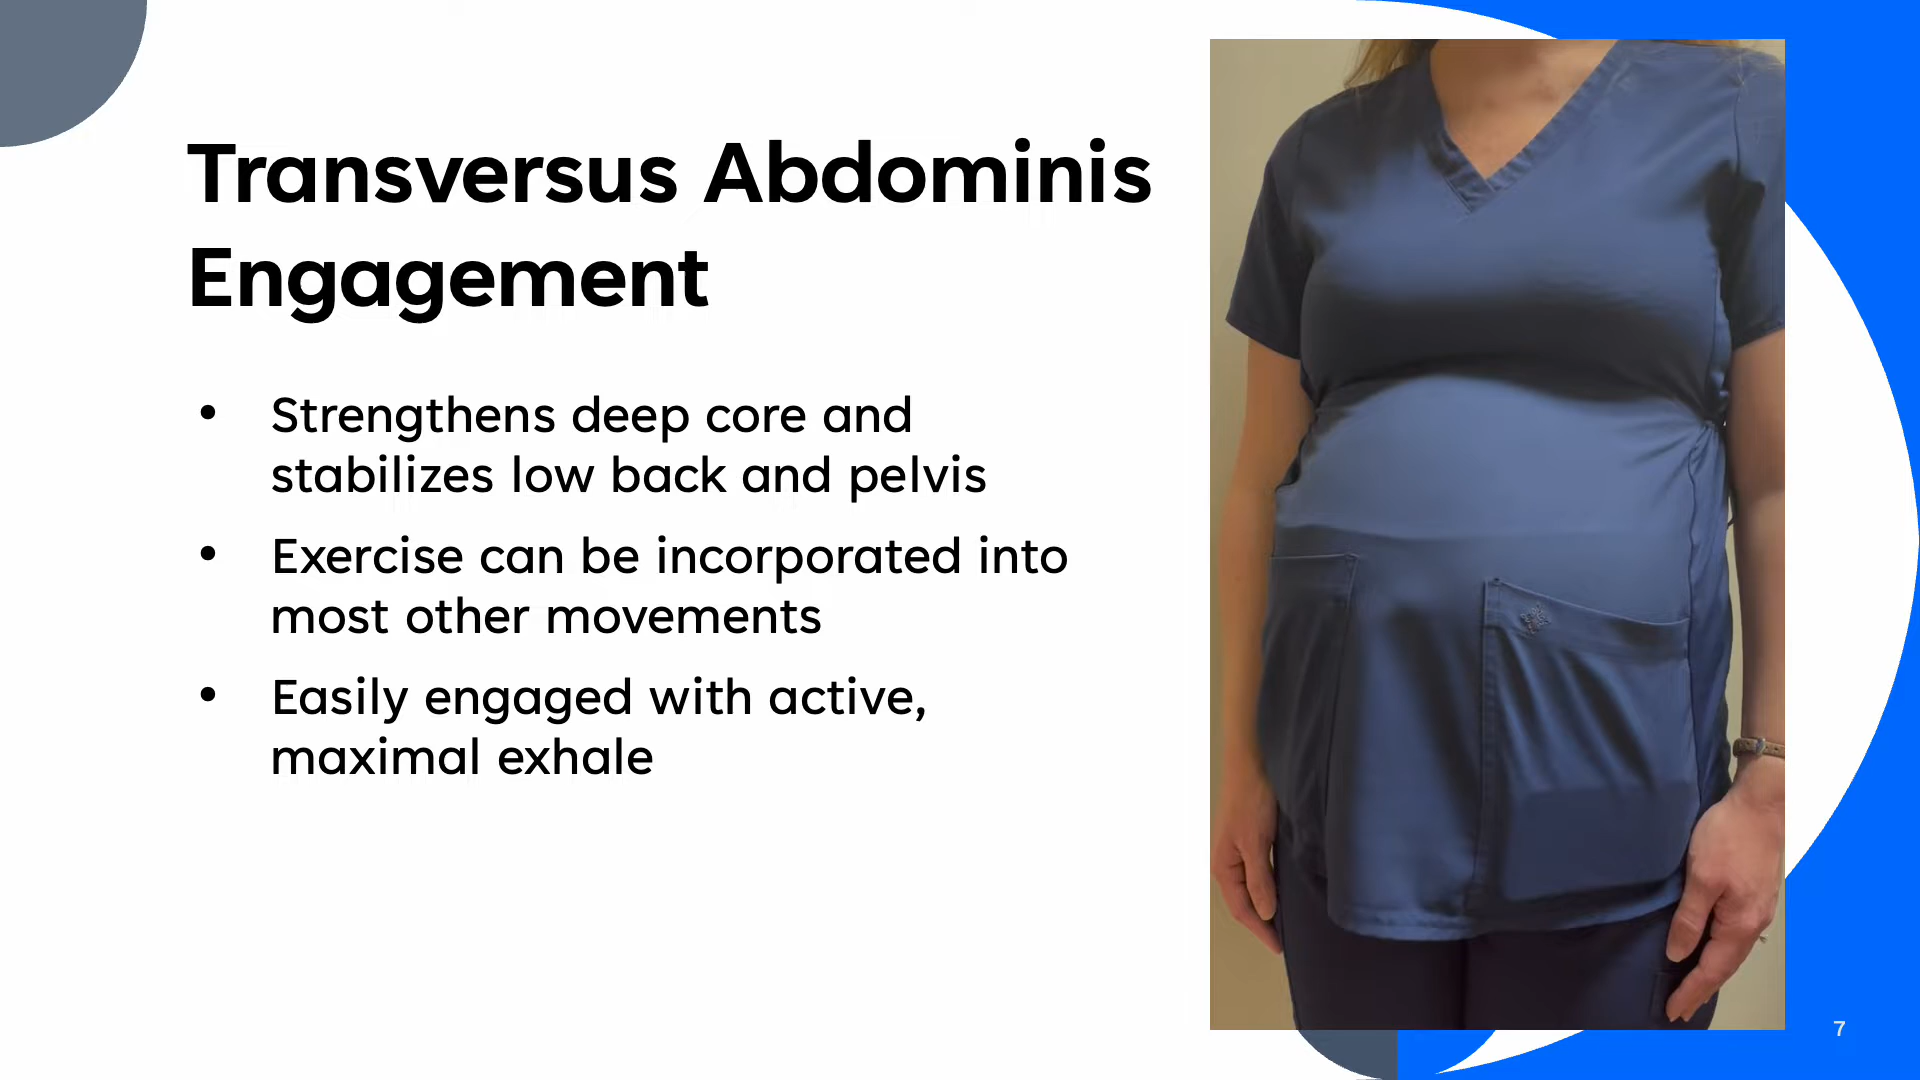 Transversus Abdominis
Engagement
• Strengthens deep core and
stabilizes low back and pelvis
• Exercise can be incorporated into
most other movements
• Easily engaged with active,
maximal exhale
7